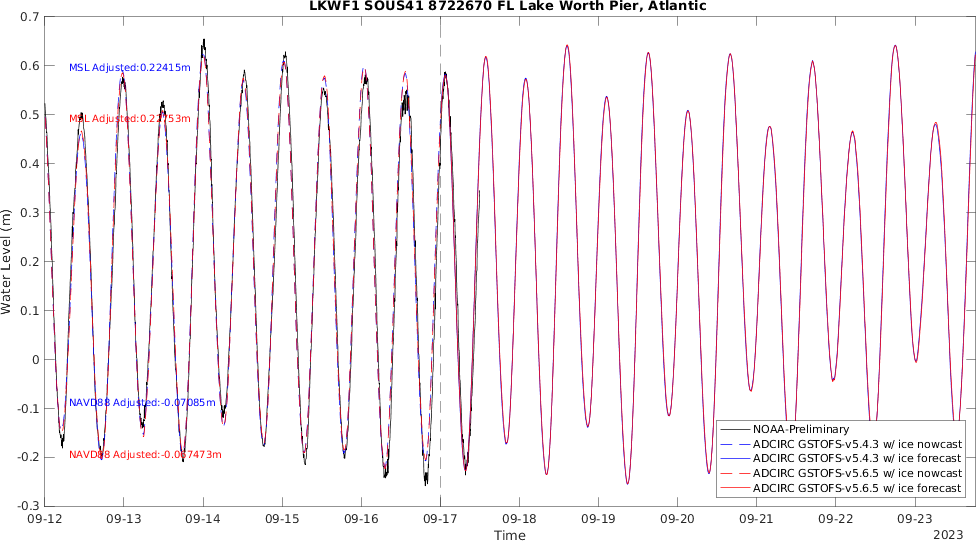 LKWF1 SOUS41 8722670 FL Lake Worth Pier, Atlantic
0.7
0.6
0.5
0.4
0.3
0.2
0.1
0
-0.1
-0.2
-0.3
Water Level (m)
MSL Adjusted:0.22415m
MSL Adjusted:0.22753m
NAVD88 Adjusted:-0.07085m
NAVD88 Adjusted:-0.067473m
NOAA-Preliminary
ADCIRC GSTOFS-v5.4.3 w/ ice nowcast
ADCIRC GSTOFS-v5.4.3 w/ ice forecast
ADCIRC GSTOFS-v5.6.5 w/ ice nowcast
ADCIRC GSTOFS-v5.6.5 w/ ice forecast
09-12 09-13 09-14 09-15 09-16 09-17 09-18 09-19 09-20 09-21 09-22 09-23
Time
2023